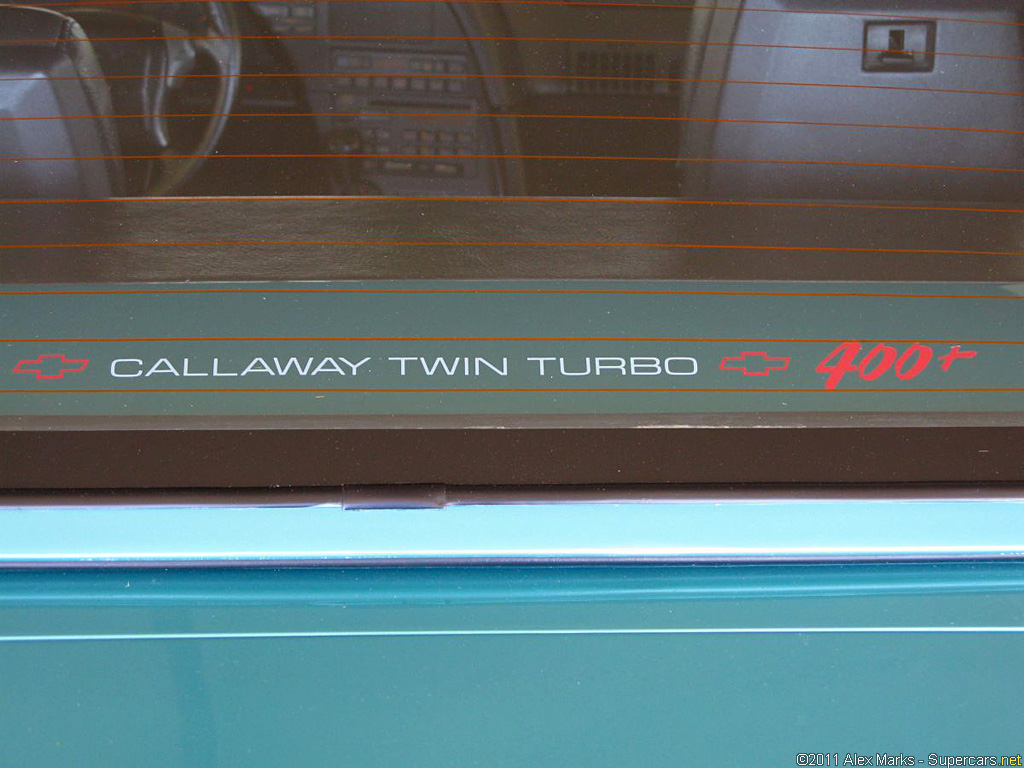 CALLAWAY TWIN TURBO 400+
©2011 Alex Marks - Supercars.net